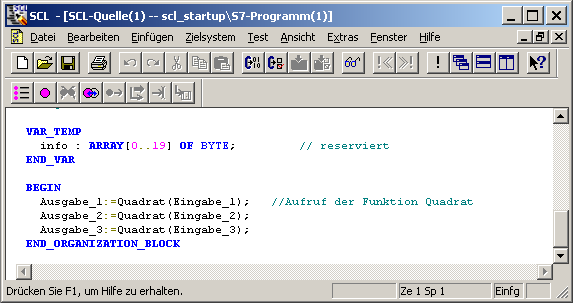 SCL - [SCL-Quelle(1) -- scl_startup\S7-Programm(1)]
Datei Bearbeiten Einfügen Zielsystem Test Ansicht Extras Fenster Hilfe
VAR_TEMP
info : ARRAY[0..19] OF BYTE; // reserviert
END_VAR
BEGIN
Ausgabe_1:=Quadrat(Eingabe_1); //Aufruf der Funktion Quadrat
Ausgabe_2:=Quadrat(Eingabe_2);
Ausgabe_3:=Quadrat(Eingabe_3);
END_ORGANIZATION_BLOCK
Drücken Sie F1, um Hilfe zu erhalten. Ze 1 Sp 1 Einfg